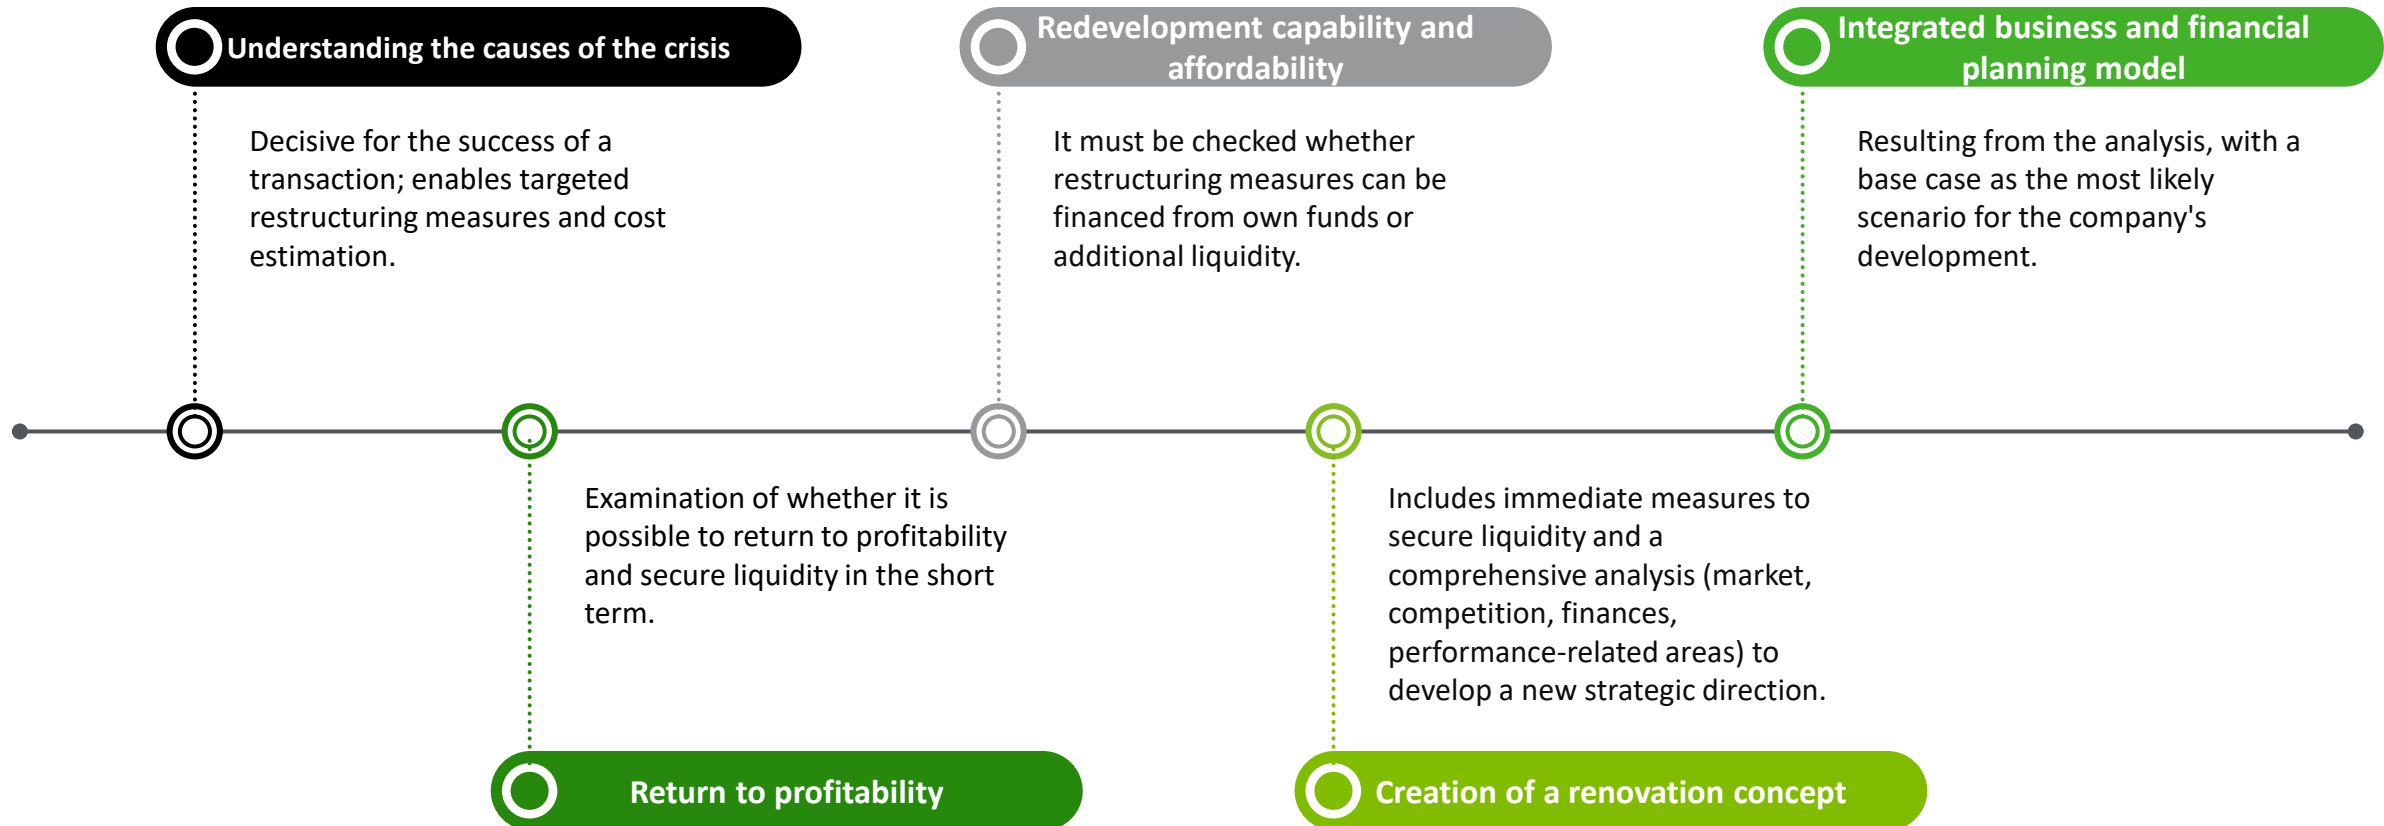 Understanding the causes of the crisis
Decisive for the success of a
transaction; enables targeted
restructuring measures and cost
estimation.
Return to profitability
Examination of whether it is
possible to return to profitability
and secure liquidity in the short
term.
Redevelopment capability and
affordability
It must be checked whether
restructuring measures can be
financed from own funds or
additional liquidity.
Creation of a renovation concept
Includes immediate measures to
secure liquidity and a
comprehensive analysis (market,
competition, finances,
performance-related areas) to
develop a new strategic direction.
Integrated business and financial
planning model
Resulting from the analysis, with a
base case as the most likely
scenario for the company's
development.